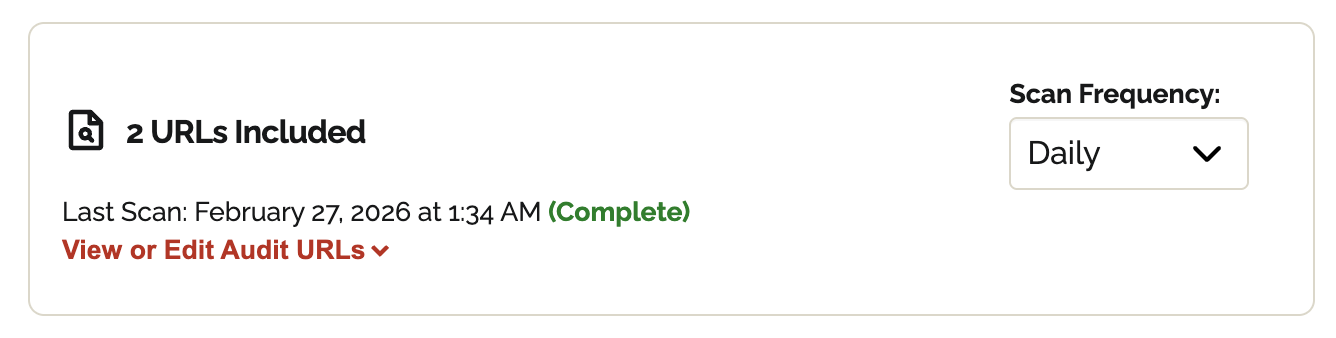 2 URLs Included
Scan Frequency:
Daily
Last Scan: February 27, 2026 at 1:34 AM (Complete)
View or Edit Audit URLs